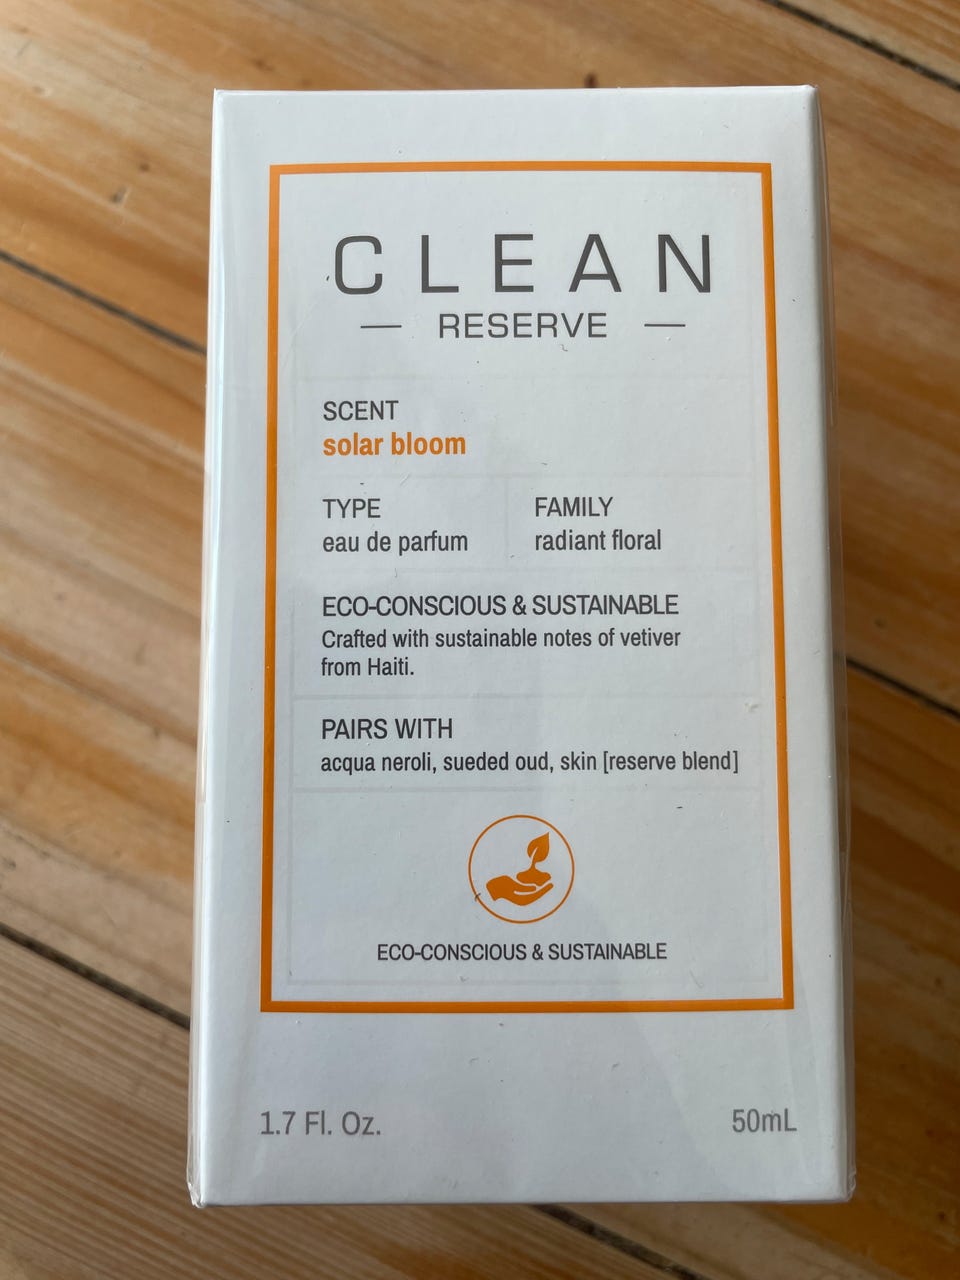 CLEAN
RESERVE
SCENT
solar bloom
TYPE
eau de parfum
FAMILY
radiant floral
ECO-CONSCIOUS & SUSTAINABLE
Crafted with sustainable notes of vetiver
from Haiti.
PAIRS WITH
acqua neroli, sueded oud, skin [reserve blend]
ECO-CONSCIOUS & SUSTAINABLE
1.7 Fl. Oz.
50mL